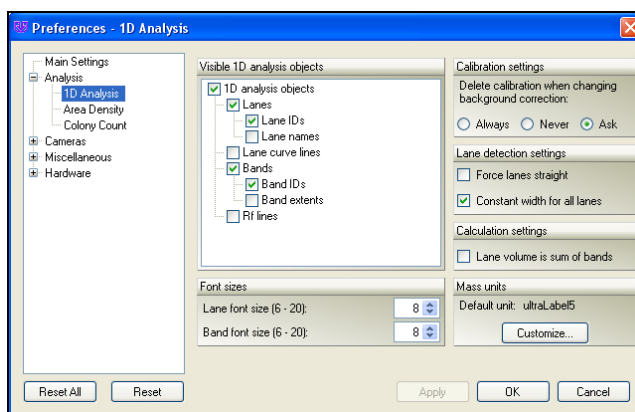 Preferences - 1D Analysis
Main Settings
Analysis
1D Analysis
Area Density
Colony Count
Cameras
Miscellaneous
Hardware
Visible 1D analysis objects
1D analysis objects
Lanes
Lane IDs
Lane names
Lane curve lines
Bands
Band IDs
Band extents
Rf lines
Font sizes
Lane font size (6 - 20): 8
Band font size (6 - 20): 8
Calibration settings
Delete calibration when changing
background correction:
Always Never Ask
Lane detection settings
Force lanes straight
Constant width for all lanes
Calculation settings
Lane volume is sum of bands
Mass units
Default unit: ultraLabel5
Customize...
Reset All Reset Apply OK Cancel